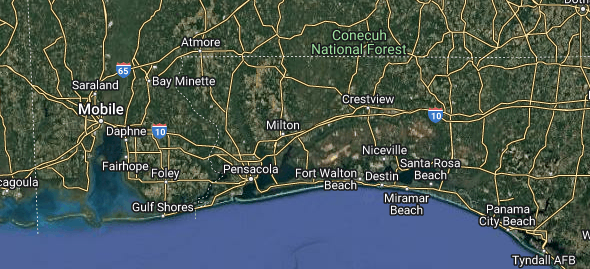 Conecuh
National Forest
Atmore
65
Bay Minette
Saraland
Crestview
Mobile
10
Milton
Daphne
10
Niceville
Fairhope
Foley
Pensacola
Fort Walton
Beach
Destin
Santa Rosa
Beach
cagoula
Miramar
Beach
Gulf Shores
Panama
City Beach
Tyndall AFB